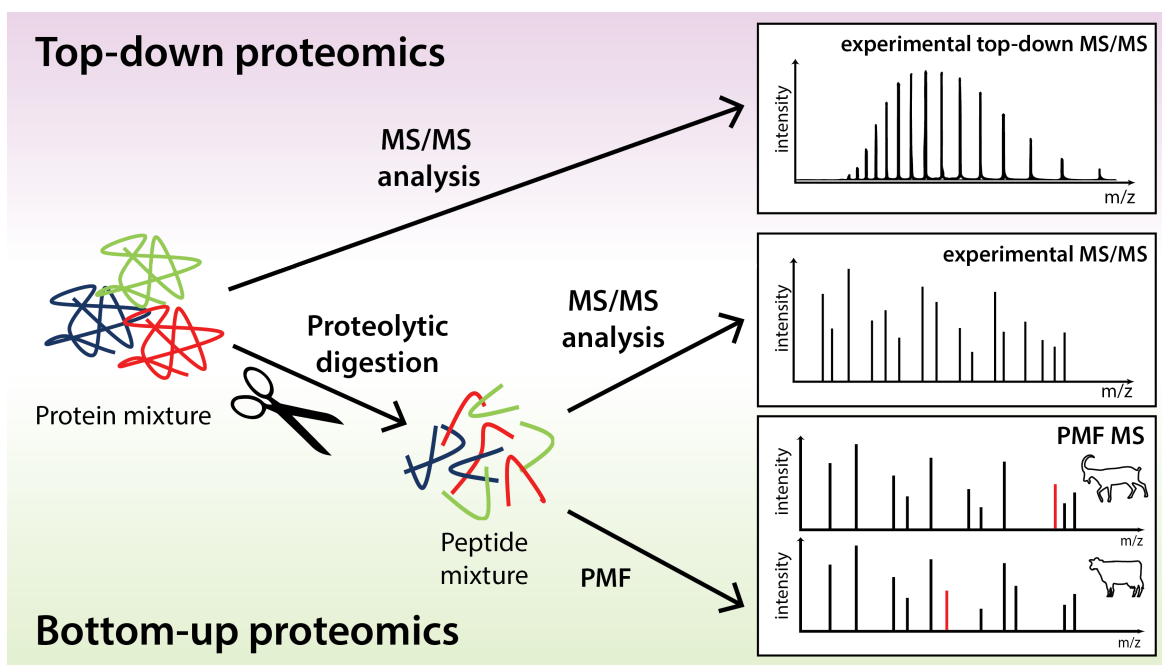 Top-down proteomics
MS/MS
analysis
experimental top-down MS/MS
intensity
m/z
Protein mixture
Proteolytic
digestion
MS/MS
analysis
experimental MS/MS
intensity
m/z
Peptide
mixture
PMF
PMF MS
intensity
m/z
intensity
m/z
Bottom-up proteomics